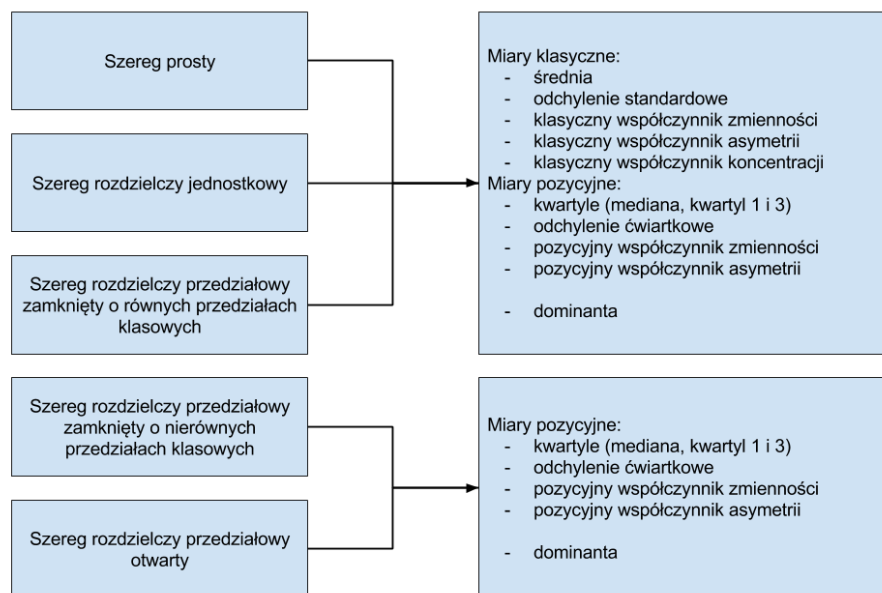 Szereg prosty
Szereg rozdzielczy jednostkowy
Szereg rozdzielczy przedziałowy
zamknięty o równych przedziałach
klasowych
Szereg rozdzielczy przedziałowy
zamknięty o nierównych
przedziałach klasowych
Szereg rozdzielczy przedziałowy
otwarty
Miary klasyczne:
- średnia
- odchylenie standardowe
- klasyczny współczynnik zmienności
- klasyczny współczynnik asymetrii
- klasyczny współczynnik koncentracji
Miary pozycyjne:
- kwartyle (mediana, kwartyl 1 i 3)
- odchylenie ćwiartkowe
- pozycyjny współczynnik zmienności
- pozycyjny współczynnik asymetrii
- dominanta
Miary pozycyjne:
- kwartyle (mediana, kwartyl 1 i 3)
- odchylenie ćwiartkowe
- pozycyjny współczynnik zmienności
- pozycyjny współczynnik asymetrii
- dominanta